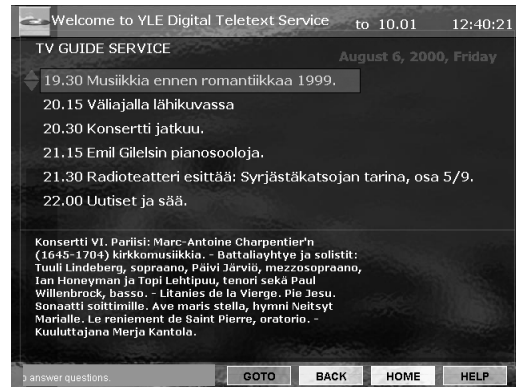 Welcome to YLE Digital Teletext Service to 10.01 12:40:21
TV GUIDE SERVICE
August 6, 2000, Friday
19.30 Musiikkia ennen romantiikkaa 1999.
20.15 Väliajalla lähikuvassa
20.30 Konsertti jatkuu.
21.15 Emil Gilelsin pianosooloja.
21.30 Radioteatteri esittää: Syrjästäkatsojan tarina, osa 5/9.
22.00 Uutiset ja sää.
Konsertti VI. Pariisi: Marc-Antoine Charpentier'n
(1645-1704) kirkkomusiikkia. - Battaliayhtye ja solistit:
Tuuli Lindeberg, sopraano, Päivi Järviö, mezzosopraano,
Ian Honeyman ja Topi Lehtipuu, tenori sekä Paul
Willenbrock, basso. - Litanies de la Vierge. Pie Jesu.
Sonaatti soittimille. Ave maris stella, hymni Neitsyt
Marialle. Le reniement de Saint Pierre, oratorio. -
Kuuluttajana Merja Kantola.
o answer questions. GOTO BACK HOME HELP